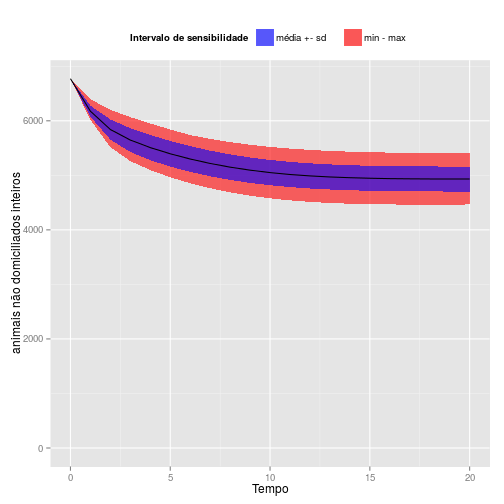 Intervalo de sensibilidade média +- sd min - max
animais não domiciliados inteiros
6000
4000
2000
0
0 5 10 15 20
Tempo